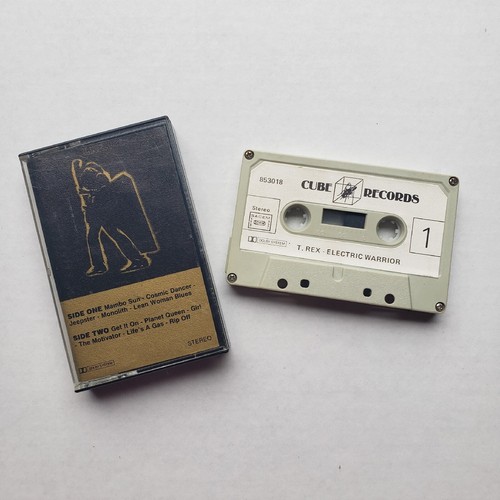 SIDE ONE Mambo Sun - Cosmic Dancer -
Jeepster - Monolith - Lean Woman Blues
SIDE TWO Get It On - Planet Queen - Girl
- The Motivator - Life's A Gas - Rip Off
STEREO
853018
CUBE RECORDS
Stereo
1
T. REX - ELECTRIC WARRIOR